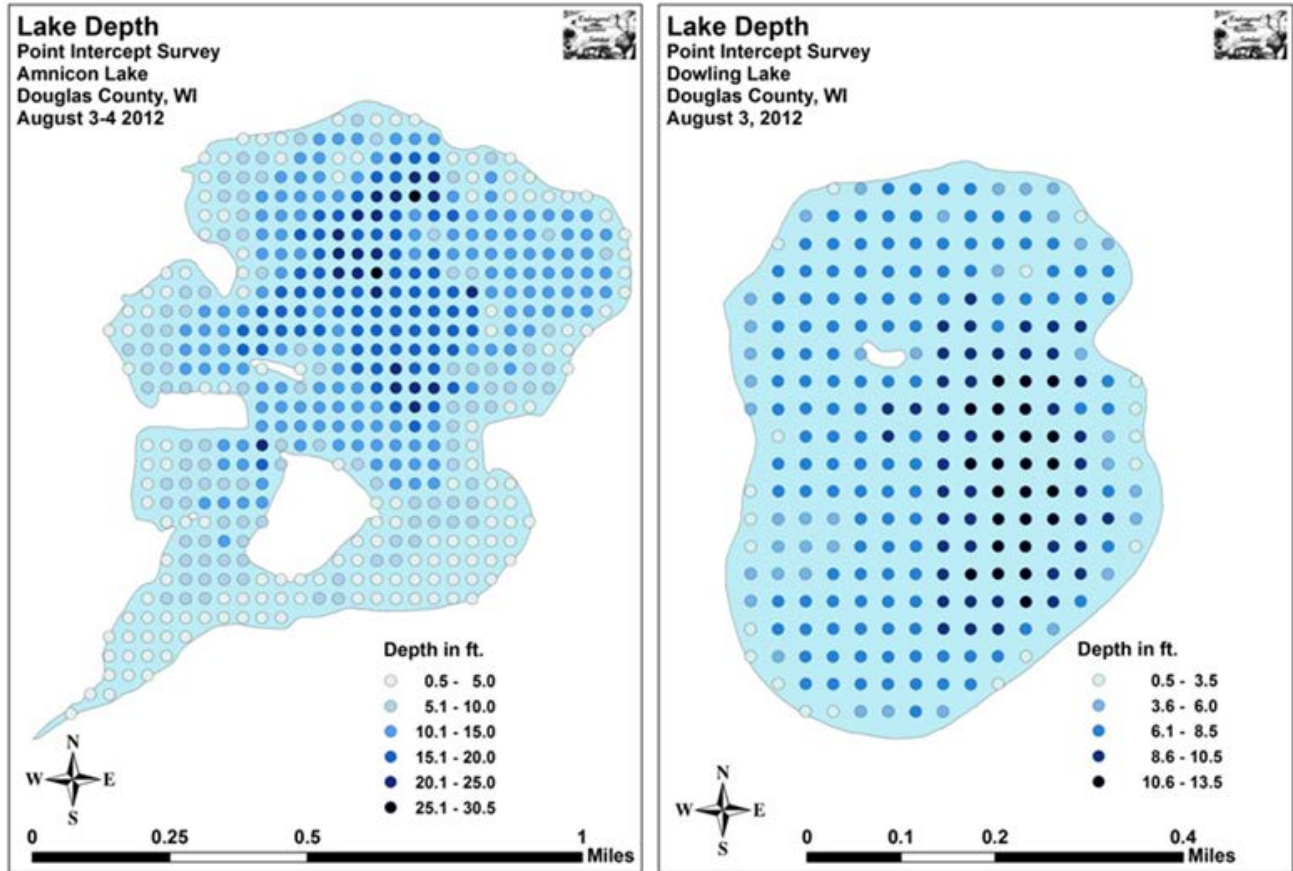 Lake Depth
Point Intercept Survey
Amnicon Lake
Douglas County, WI
August 3-4 2012
Depth in ft.
0.5 - 5.0
5.1 - 10.0
10.1 - 15.0
15.1 - 20.0
20.1 - 25.0
25.1 - 30.5
N
W E
S
0 0.25 0.5 1
Miles
Lake Depth
Point Intercept Survey
Dowling Lake
Douglas County, WI
August 3, 2012
Depth in ft.
0.5 - 3.5
3.6 - 6.0
6.1 - 8.5
8.6 - 10.5
10.6 - 13.5
N
W E
S
0 0.1 0.2 0.4
Miles